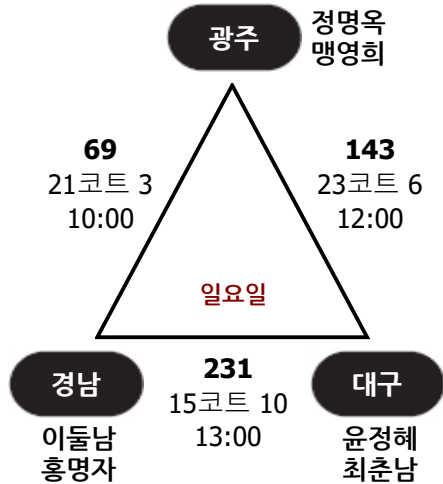 광주
정명옥
맹영희
69
21코트 3
10:00
143
23코트 6
12:00
일요일
경남
이둘남
홍명자
231
15코트 10
13:00
대구
윤정혜
최춘남